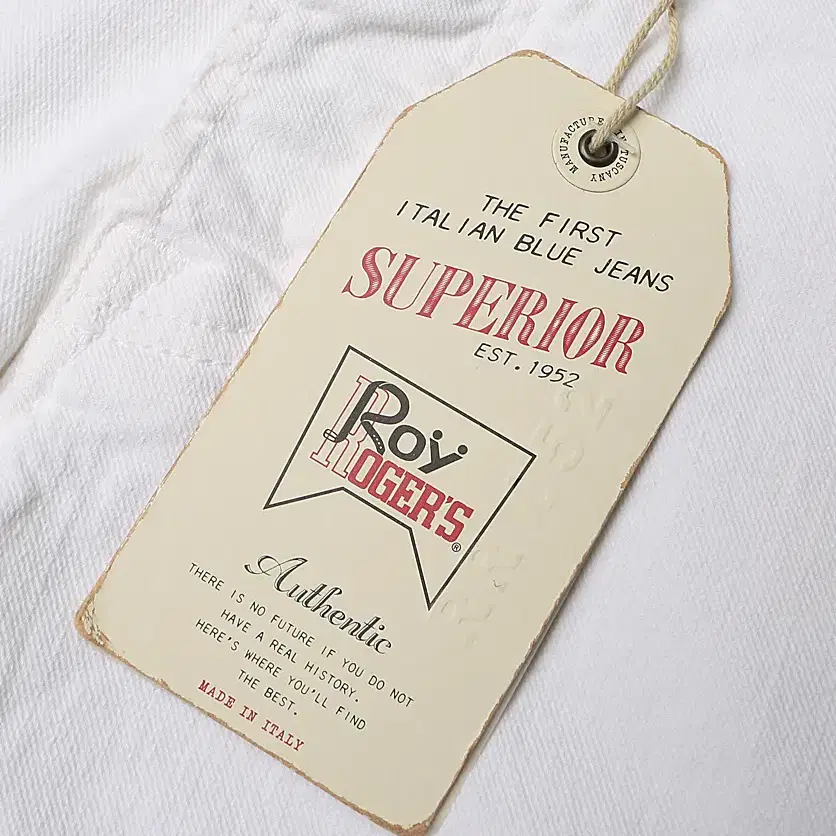 MANUFACTURED IN TUSCANY
THE FIRST
ITALIAN BLUE JEANS
SUPERIOR
EST. 1952
ROY
ROGER'S
®
Authentic
THERE IS NO FUTURE IF YOU DO NOT
HAVE A REAL HISTORY.
HERE'S WHERE YOU'LL FIND
THE BEST.
MADE IN ITALY